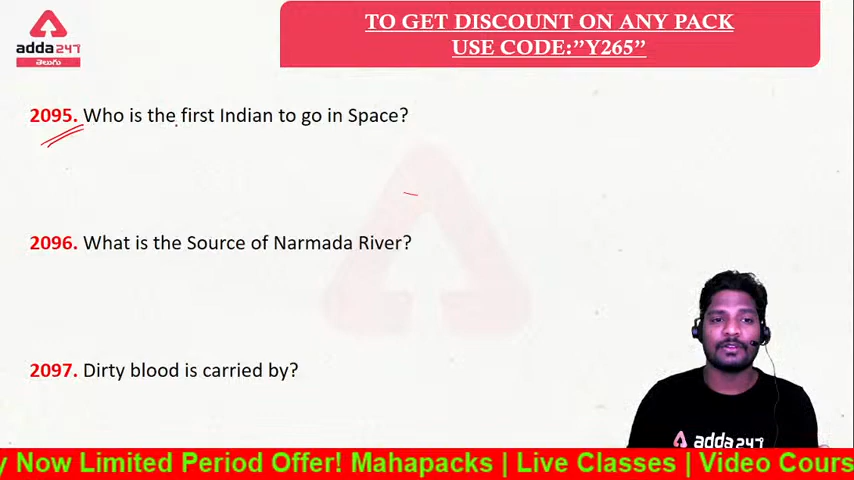 TO GET DISCOUNT ON ANY PACK
USE CODE:”Y265”
adda247
తెలుగు
2095. Who is the first Indian to go in Space?
2096. What is the Source of Narmada River?
2097. Dirty blood is carried by?
adda247
y Now Limited Period Offer! Mahapacks | Live Classes | Video Cours